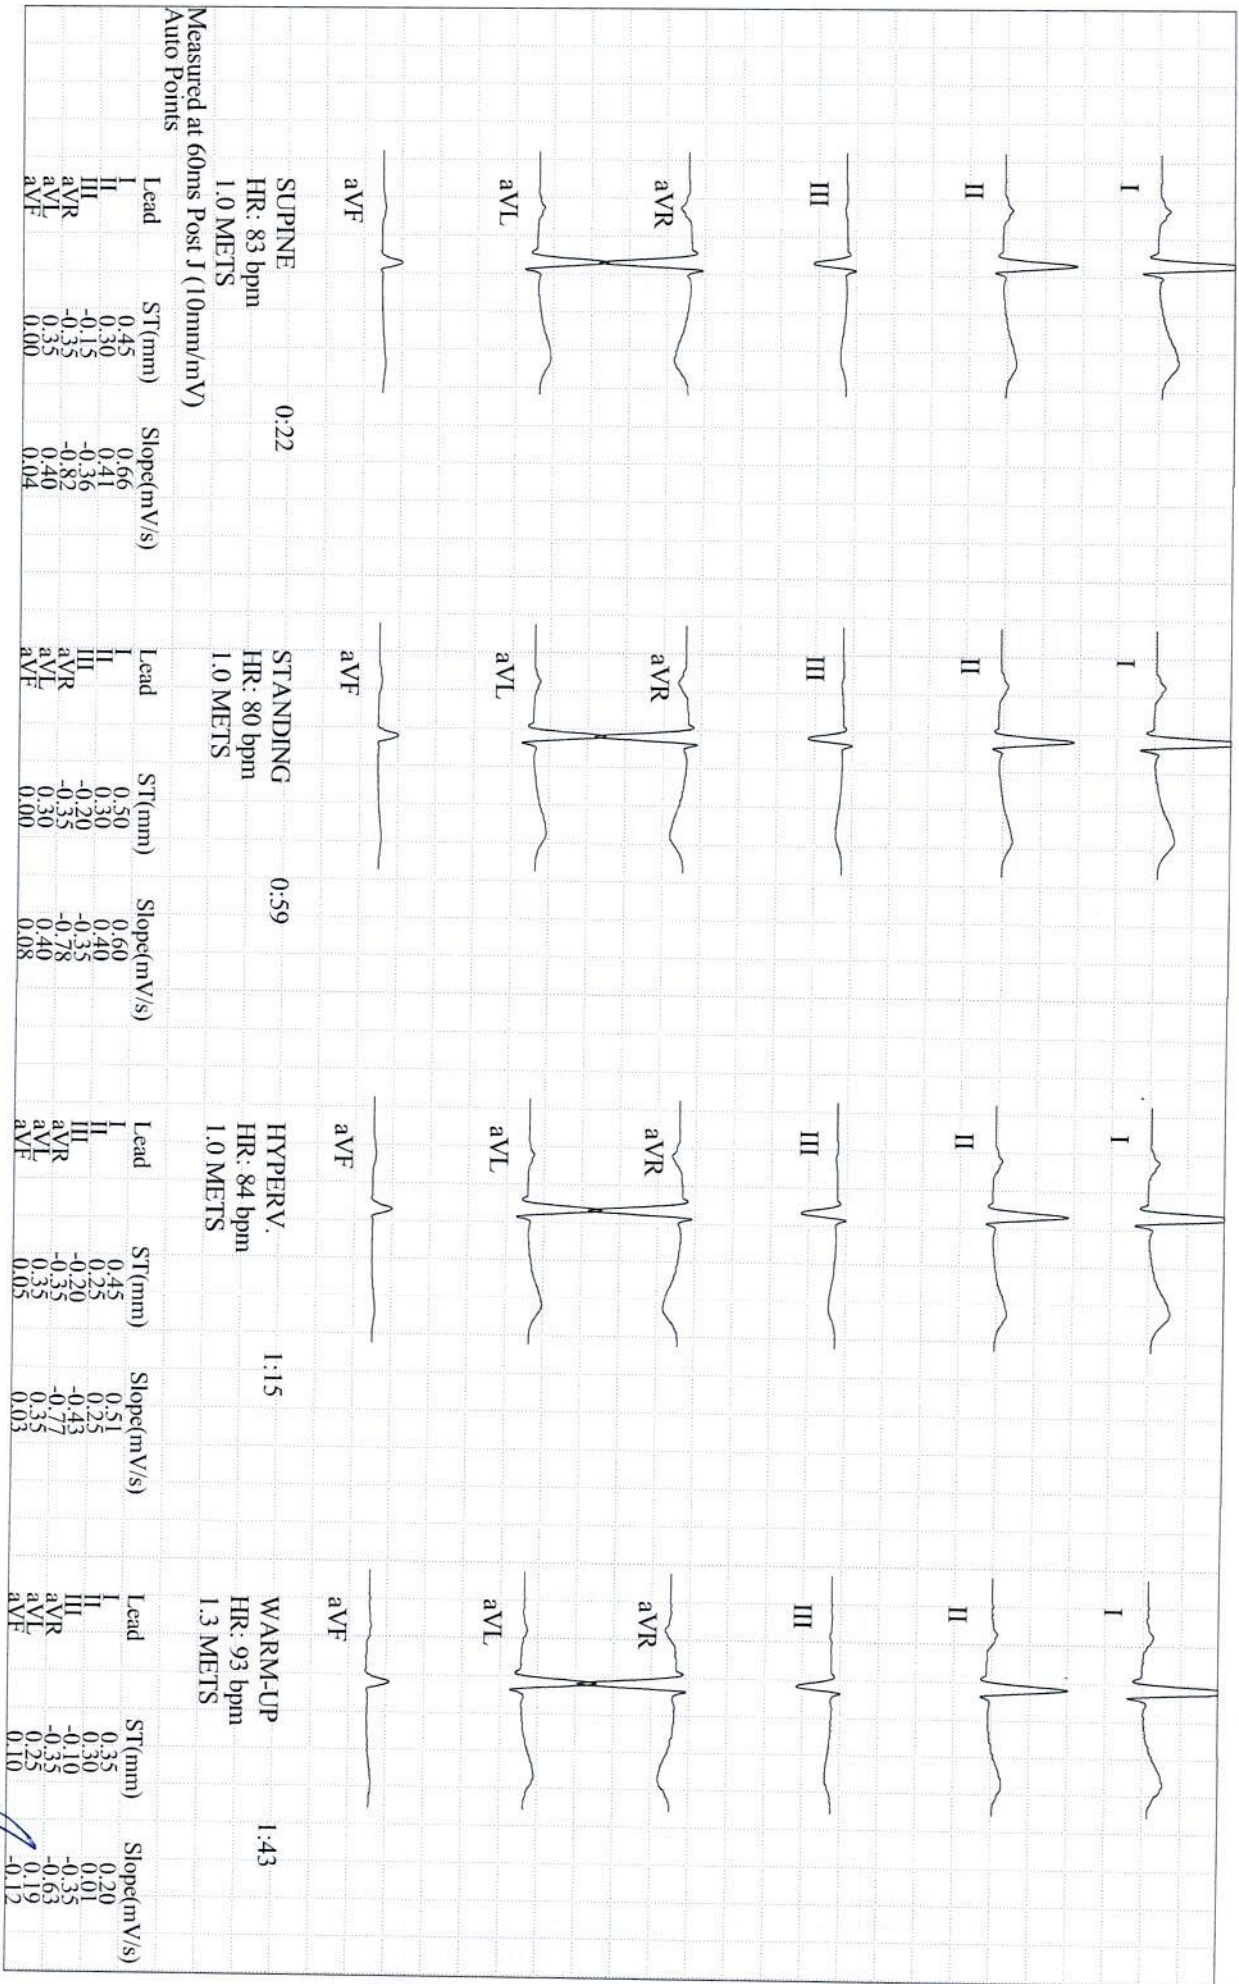 I I I I
II II II II
III III III III
aVR aVR aVR aVR
aVL aVL aVL aVL
aVF aVF aVF aVF
SUPINE 0:22 STANDING 0:59 HYPERV. 1:15 WARM-UP 1:43
HR: 83 bpm HR: 80 bpm HR: 84 bpm HR: 93 bpm
1.0 METS 1.0 METS 1.0 METS 1.3 METS
Measured at 60ms Post J (10mm/mV)
Auto Points
Lead ST(mm) Slope(mV/s) Lead ST(mm) Slope(mV/s) Lead ST(mm) Slope(mV/s) Lead ST(mm) Slope(mV/s)
I 0.45 0.66 I 0.50 0.60 I 0.45 0.51 I 0.35 0.20
II 0.30 0.41 II 0.30 0.40 II 0.25 0.25 II 0.30 0.01
III -0.15 -0.36 III -0.20 -0.35 III -0.20 -0.43 III -0.10 -0.35
aVR -0.35 -0.82 aVR -0.35 -0.78 aVR -0.35 -0.77 aVR -0.35 -0.63
aVL 0.35 0.40 aVL 0.30 0.40 aVL 0.35 0.35 aVL 0.25 0.19
aVF 0.00 0.04 aVF 0.00 0.08 aVF 0.05 0.03 aVF 0.10 -0.12